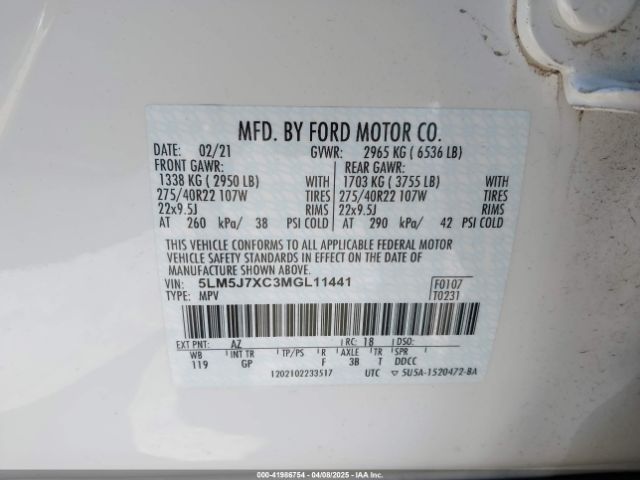 MFD. BY FORD MOTOR CO.
DATE: 02/21 GVWR: 2965 KG ( 6536 LB)
FRONT GAWR: REAR GAWR:
1338 KG ( 2950 LB) WITH 1703 KG ( 3755 LB) WITH
275/40R22 107W TIRES 275/40R22 107W TIRES
22x9.5J RIMS 22x9.5J RIMS
AT 260 kPa/ 38 PSI COLD AT 290 kPa/ 42 PSI COLD
THIS VEHICLE CONFORMS TO ALL APPLICABLE FEDERAL MOTOR
VEHICLE SAFETY STANDARDS IN EFFECT ON THE DATE OF
MANUFACTURE SHOWN ABOVE.
VIN: 5LM5J7XC3MGL11441 F0107
TYPE: MPV T0231
EXT PNT: AZ RC: 18 DSO:
WB INT TR TP/PS R AXLE TR SPR
119 GP F 3B T DDCC
1202102233517 UTC ▽ 5U5A-1520472-BA
000-41986754 - 04/08/2025 - IAAI.com